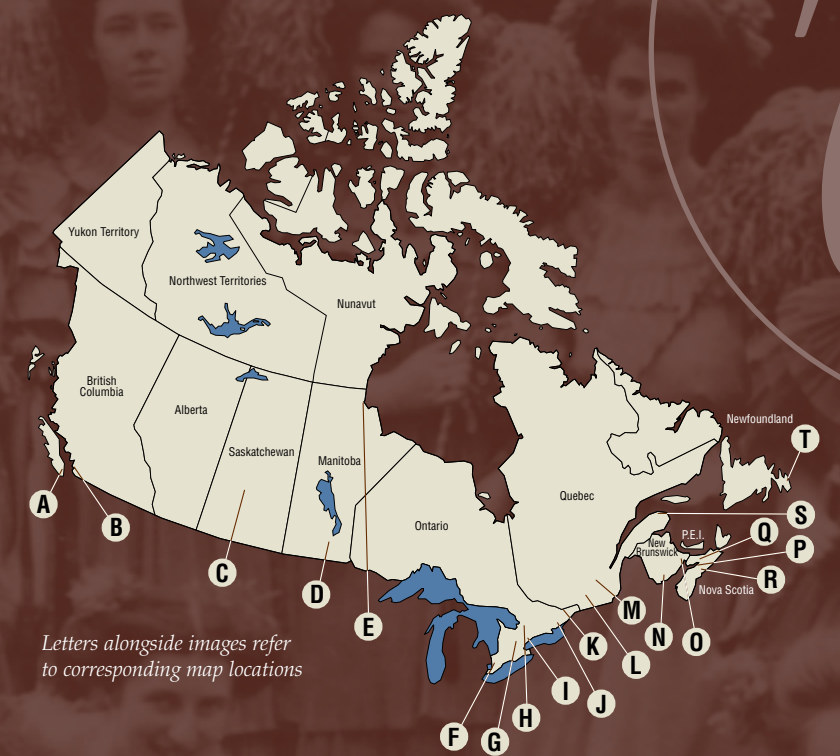 Yukon Territory
Northwest Territories
Nunavut
British
Columbia
Alberta
Saskatchewan
Manitoba
Ontario
Quebec
Newfoundland
P.E.I.
New
Brunswick
Nova Scotia
A
B
C
D
E
F
G
H
I
J
K
L
M
N
O
P
Q
R
S
T
Letters alongside images refer
to corresponding map locations